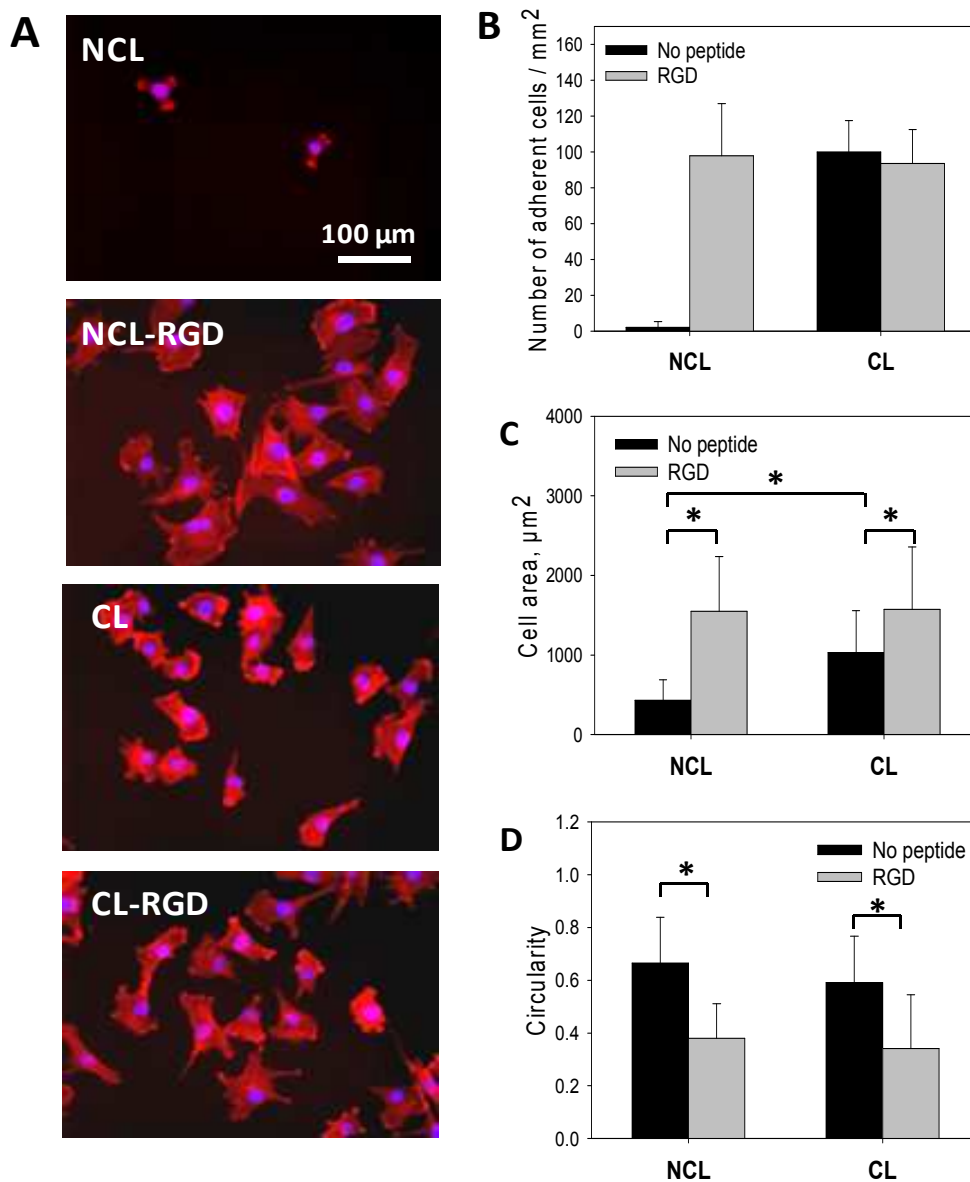 A
NCL
100 µm
NCL-RGD
CL
CL-RGD
B
Number of adherent cells / mm²
160
140
120
100
80
60
40
20
0
No peptide
RGD
NCL
CL
C
Cell area, µm²
4000
3000
2000
1000
0
No peptide
RGD
*
*
*
NCL
CL
D
Circularity
1.2
1.0
0.8
0.6
0.4
0.2
0.0
No peptide
RGD
*
*
NCL
CL